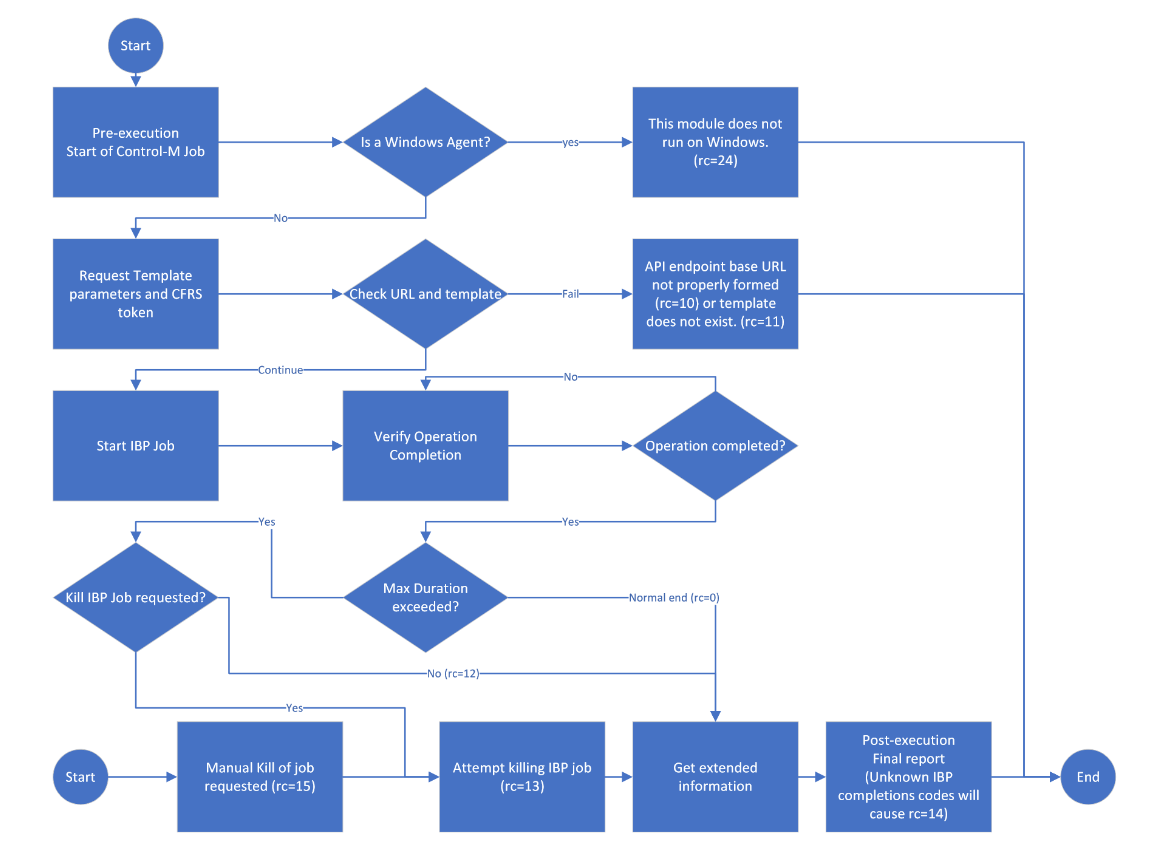 Start
Pre-execution
Start of Control-M Job
Is a Windows Agent?
yes
This module does not
run on Windows.
(rc=24)
No
Request Template
parameters and CFRS
token
Check URL and template
Fail
API endpoint base URL
not properly formed
(rc=10) or template
does not exist. (rc=11)
Continue
Start IBP Job
No
Verify Operation
Completion
Operation completed?
Yes
Yes
Kill IBP Job requested?
Max Duration
exceeded?
Normal end (rc=0)
No (rc=12)
Yes
Start
Manual Kill of job
requested (rc=15)
Attempt killing IBP job
(rc=13)
Get extended
information
Post-execution
Final report
(Unknown IBP
completions codes will
cause rc=14)
End